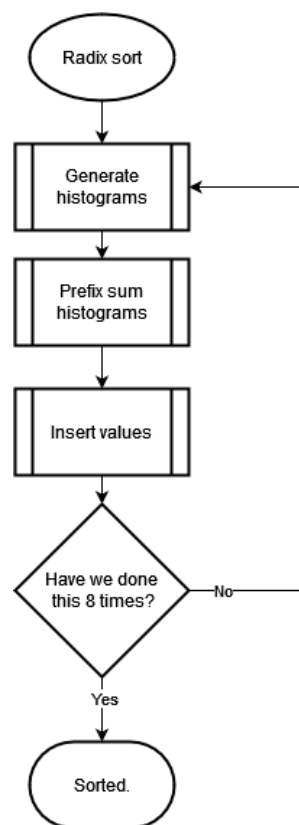 Radix sort
Generate
histograms
Prefix sum
histograms
Insert values
Have we done
this 8 times?
No
Yes
Sorted.